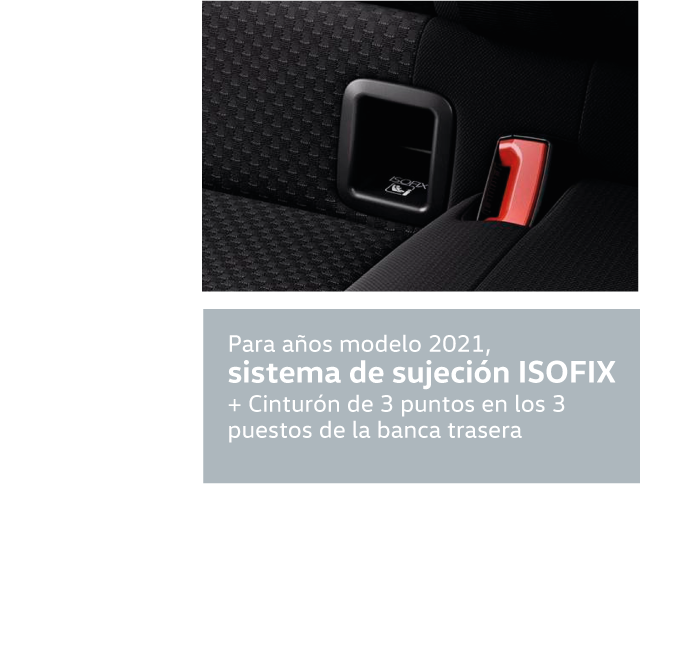 ISOFIX
Para años modelo 2021,
sistema de sujeción ISOFIX
+ Cinturón de 3 puntos en los 3
puestos de la banca trasera